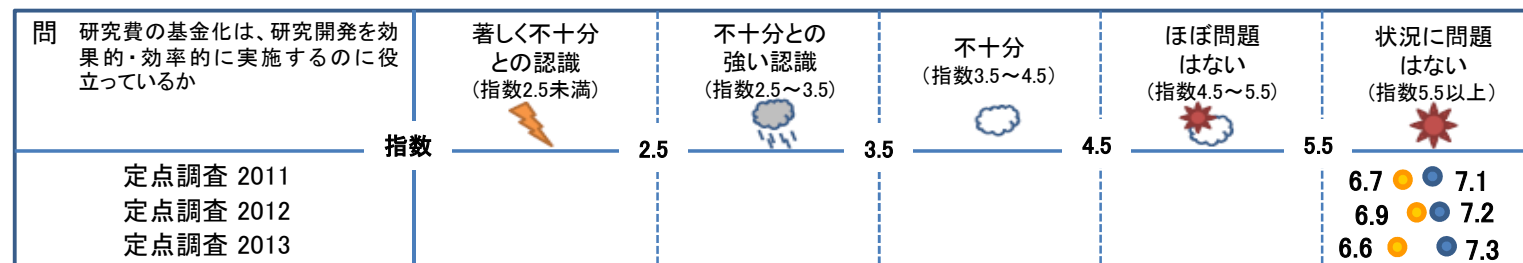 問 研究費の基金化は、研究開発を効
果的・効率的に実施するのに役
立っているか
著しく不十分
との認識
（指数2.5未満）
不十分との
強い認識
（指数2.5～3.5）
不十分
（指数3.5～4.5）
ほぼ問題
はない
（指数4.5～5.5）
状況に問題
はない
（指数5.5以上）
指数 2.5 3.5 4.5 5.5
定点調査 2011 6.7 7.1
定点調査 2012 6.9 7.2
定点調査 2013 6.6 7.3